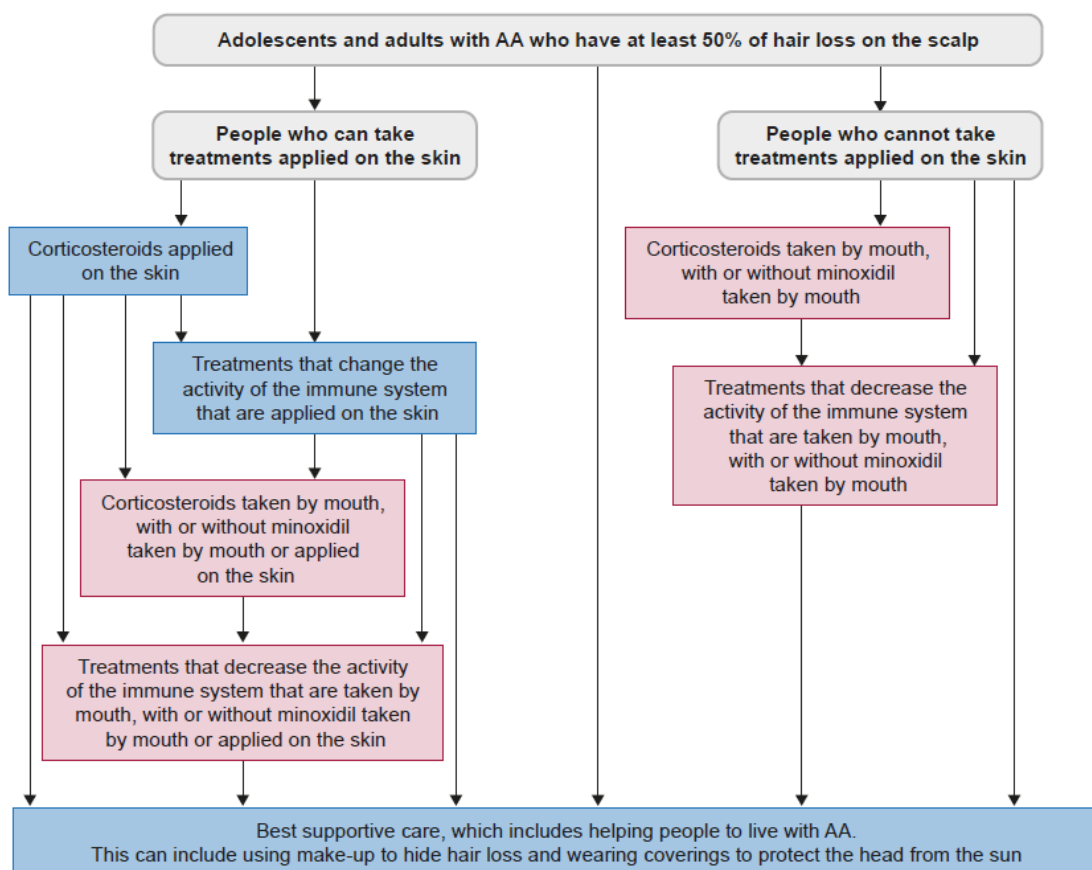 Adolescents and adults with AA who have at least 50% of hair loss on the scalp
People who can take
treatments applied on the skin
People who cannot take
treatments applied on the skin
Corticosteroids applied
on the skin
Corticosteroids taken by mouth,
with or without minoxidil
taken by mouth
Treatments that change the
activity of the immune system
that are applied on the skin
Treatments that decrease the
activity of the immune system
that are taken by mouth,
with or without minoxidil
taken by mouth
Corticosteroids taken by mouth,
with or without minoxidil
taken by mouth or applied
on the skin
Treatments that decrease the activity
of the immune system that are taken by
mouth, with or without minoxidil taken
by mouth or applied on the skin
Best supportive care, which includes helping people to live with AA.
This can include using make-up to hide hair loss and wearing coverings to protect the head from the sun